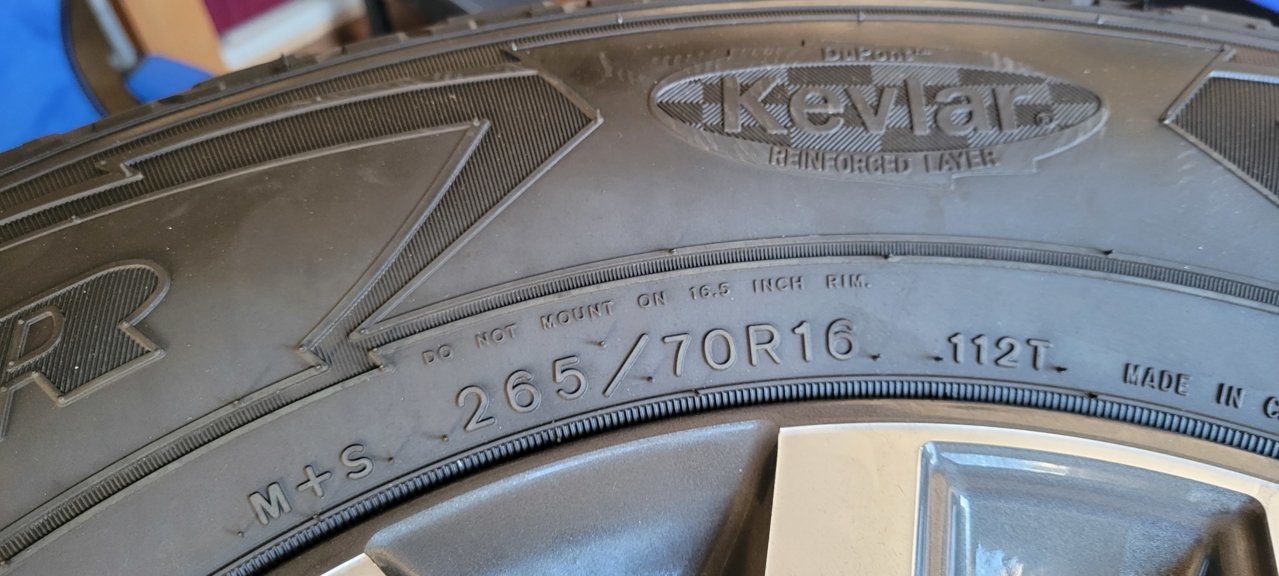 DuPont™
Kevlar®
REINFORCED LAYER
R
DO NOT MOUNT ON 16.5 INCH RIM.
M+S 265/70R16 112T MADE IN